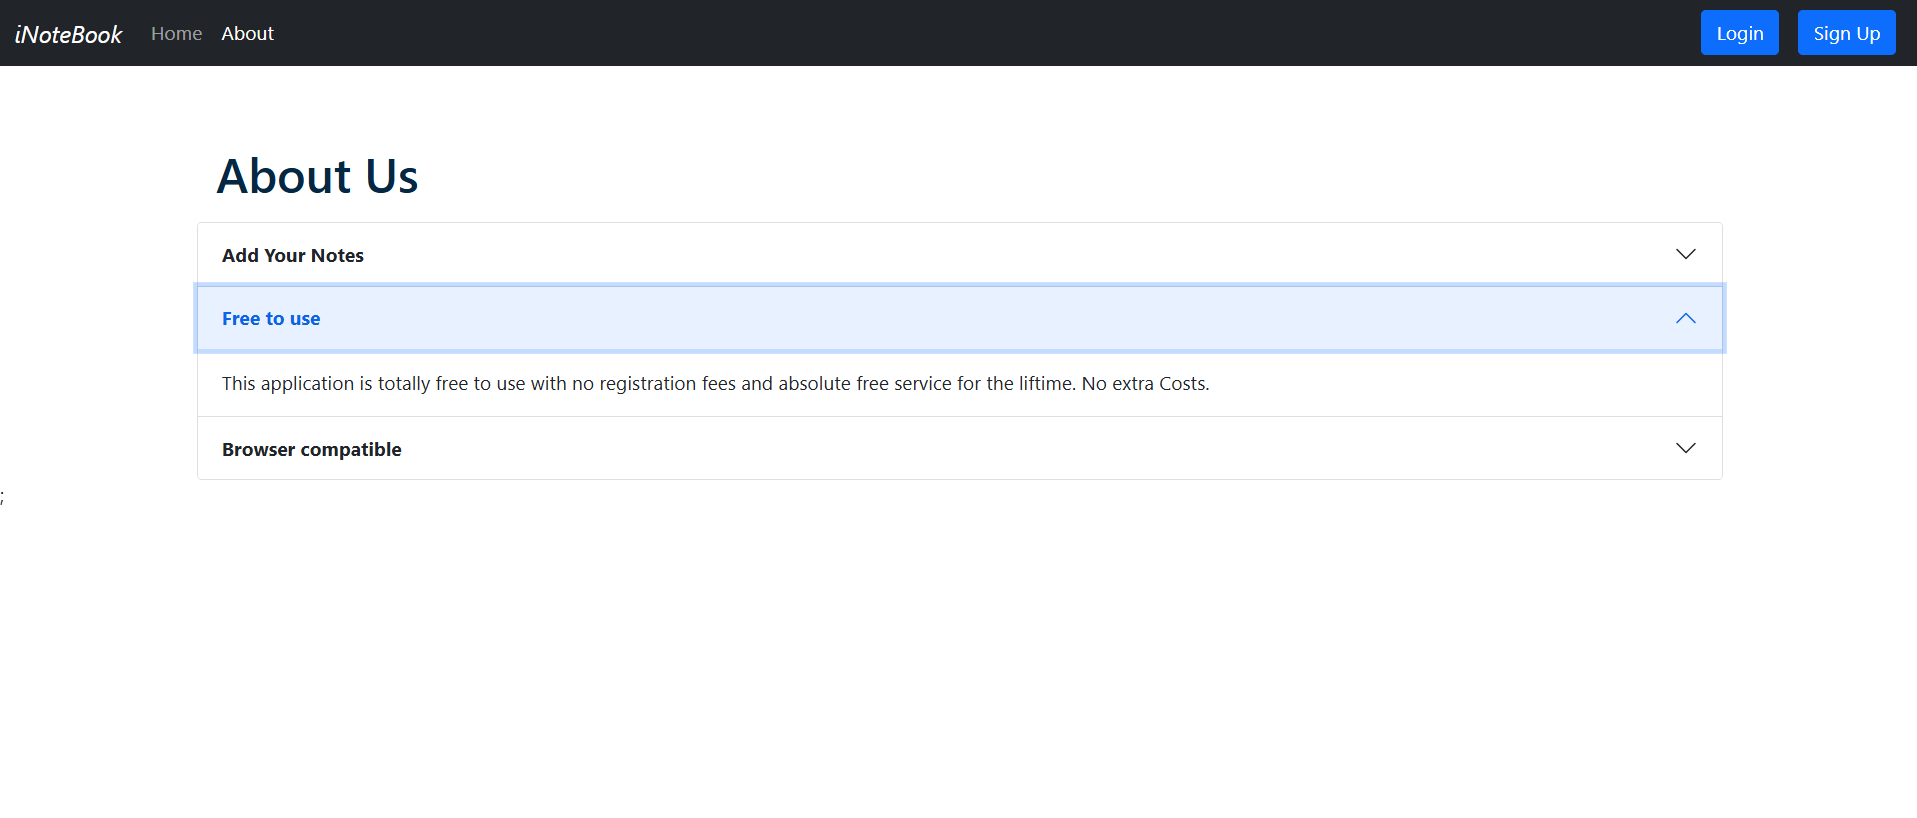 iNoteBook Home About Login Sign Up
About Us
Add Your Notes
Free to use
This application is totally free to use with no registration fees and absolute free service for the liftime. No extra Costs.
Browser compatible
;